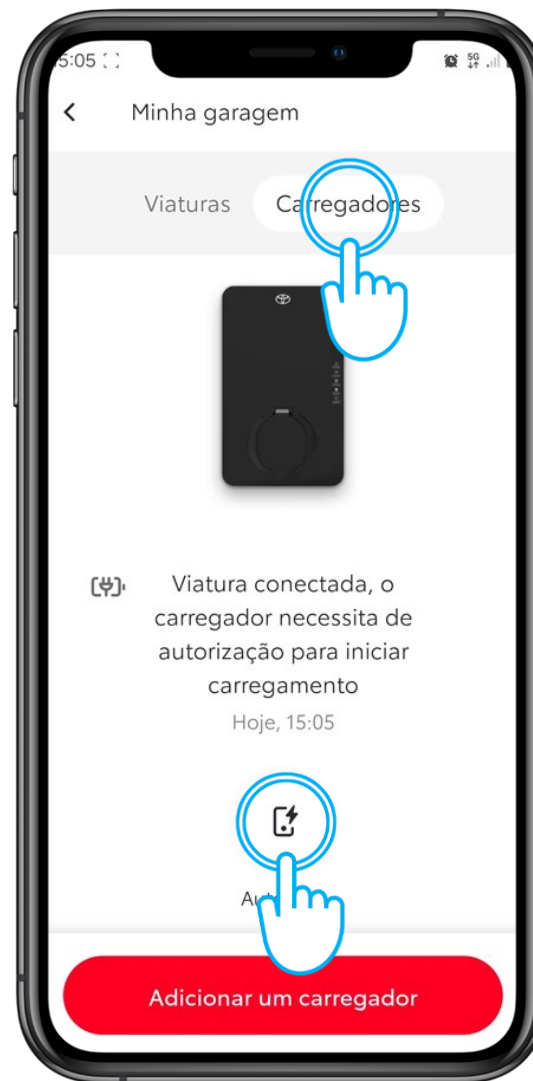 5:05
5G
Minha garagem
Viaturas Carregadores
Viatura conectada, o
carregador necessita de
autorização para iniciar
carregamento
Hoje, 15:05
Adicionar um carregador